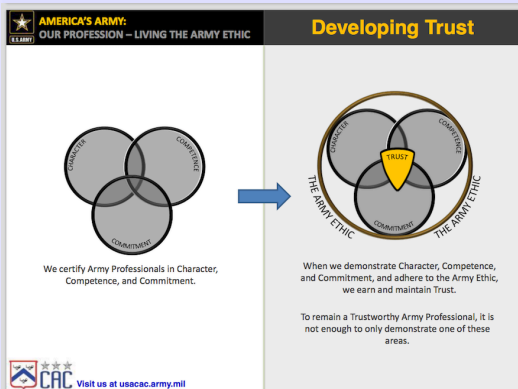 U.S. ARMY
AMERICA'S ARMY:
OUR PROFESSION – LIVING THE ARMY ETHIC
Developing Trust
CHARACTER
COMPETENCE
COMMITMENT
We certify Army Professionals in Character,
Competence, and Commitment.
CHARACTER
COMPETENCE
TRUST
COMMITMENT
THE ARMY ETHIC
THE ARMY ETHIC
When we demonstrate Character, Competence,
and Commitment, and adhere to the Army Ethic,
we earn and maintain Trust.
To remain a Trustworthy Army Professional, it is
not enough to only demonstrate one of these
areas.
CAC
Visit us at usacac.army.mil